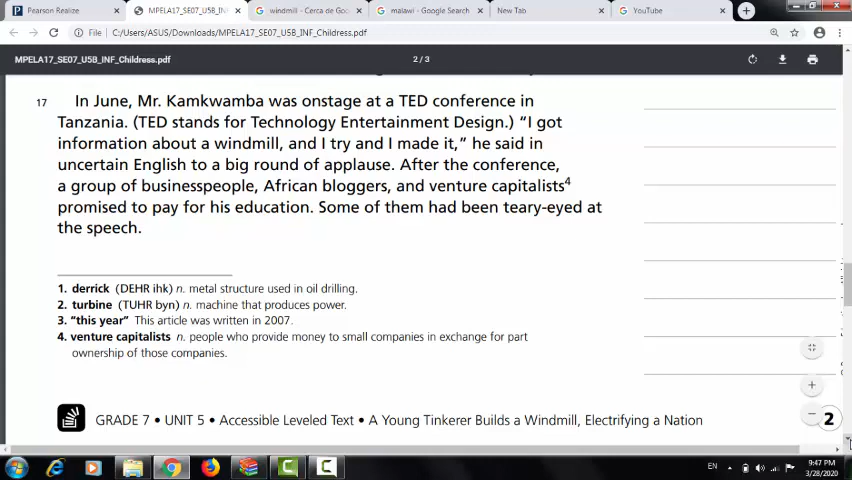 Pearson Realize
MPELA17_SE07_U5B_IN
windmill - Cerca de Goo
malawi - Google Search
New Tab
YouTube
File
C:/Users/ASUS/Downloads/MPELA17_SE07_U5B_INF_Childress.pdf
MPELA17_SE07_U5B_INF_Childress.pdf
2/3
17 In June, Mr. Kamkwamba was onstage at a TED conference in
Tanzania. (TED stands for Technology Entertainment Design.) “I got
information about a windmill, and I try and I made it,” he said in
uncertain English to a big round of applause. After the conference,
a group of businesspeople, African bloggers, and venture capitalists4
promised to pay for his education. Some of them had been teary-eyed at
the speech.
1. derrick (DEHR ihk) n. metal structure used in oil drilling.
2. turbine (TUHR byn) n. machine that produces power.
3. “this year” This article was written in 2007.
4. venture capitalists n. people who provide money to small companies in exchange for part
ownership of those companies.
GRADE 7 • UNIT 5 • Accessible Leveled Text • A Young Tinkerer Builds a Windmill, Electrifying a Nation
2
EN
9:47 PM
3/28/2020